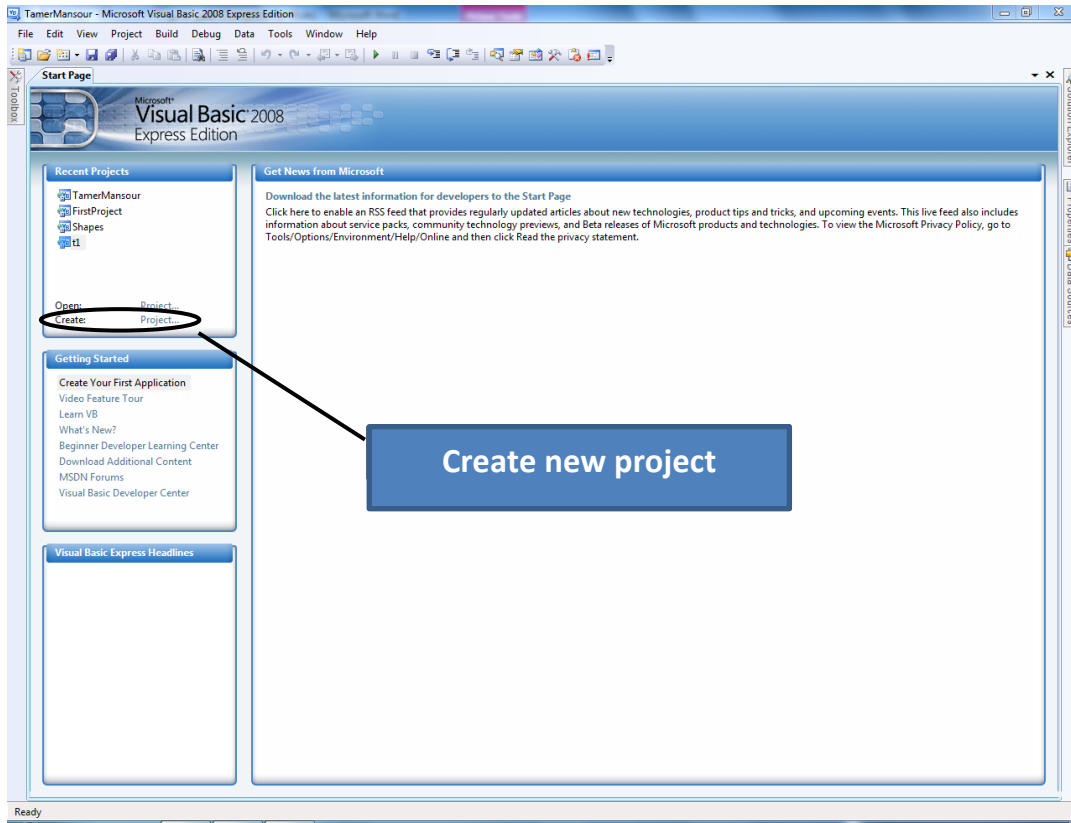 TamerMansour - Microsoft Visual Basic 2008 Express Edition
File Edit View Project Build Debug Data Tools Window Help
Start Page
Toolbox
Solution Explorer
Properties
Data Sources
Microsoft
Visual Basic 2008
Express Edition
Recent Projects
TamerMansour
FirstProject
Shapes
t1
Open: Project...
Create: Project...
Getting Started
Create Your First Application
Video Feature Tour
Learn VB
What's New?
Beginner Developer Learning Center
Download Additional Content
MSDN Forums
Visual Basic Developer Center
Visual Basic Express Headlines
Get News from Microsoft
Download the latest information for developers to the Start Page
Click here to enable an RSS feed that provides regularly updated articles about new technologies, product tips and tricks, and upcoming events. This live feed also includes
information about service packs, community technology previews, and Beta releases of Microsoft products and technologies. To view the Microsoft Privacy Policy, go to
Tools/Options/Environment/Help/Online and then click Read the privacy statement.
Create new project
Ready